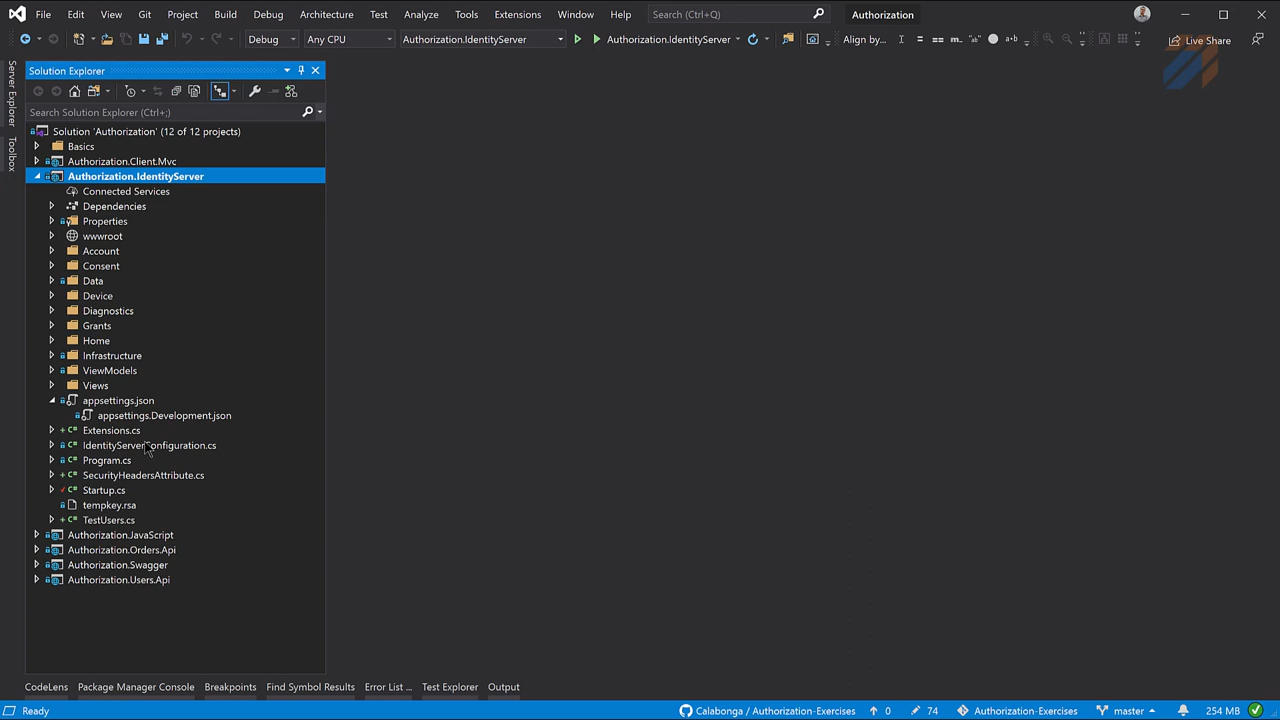 File Edit View Git Project Build Debug Architecture Test Analyze Tools Extensions Window Help Search (Ctrl+Q) Authorization
Debug Any CPU Authorization.IdentityServer Authorization.IdentityServer Align by... Live Share
Server Explorer
Toolbox
Solution Explorer
Search Solution Explorer (Ctrl+;)
Solution 'Authorization' (12 of 12 projects)
Basics
Authorization.Client.Mvc
Authorization.IdentityServer
Connected Services
Dependencies
Properties
wwwroot
Account
Consent
Data
Device
Diagnostics
Grants
Home
Infrastructure
ViewModels
Views
appsettings.json
appsettings.Development.json
Extensions.cs
IdentityServerConfiguration.cs
Program.cs
SecurityHeadersAttribute.cs
Startup.cs
tempkey.rsa
TestUsers.cs
Authorization.JavaScript
Authorization.Orders.Api
Authorization.Swagger
Authorization.Users.Api
CodeLens Package Manager Console Breakpoints Find Symbol Results Error List ... Test Explorer Output
Ready Calabonga / Authorization-Exercises 0 74 Authorization-Exercises master 254 MB